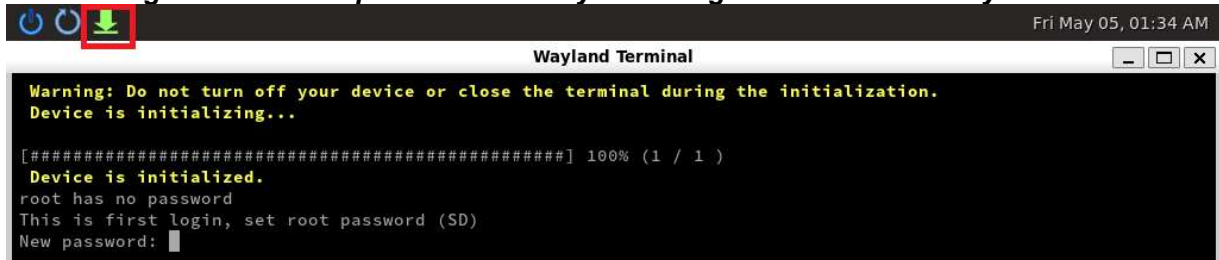 Fri May 05, 01:34 AM
Wayland Terminal
Warning: Do not turn off your device or close the terminal during the initialization.
Device is initializing...
[##################################################] 100% (1 / 1 )
Device is initialized.
root has no password
This is first login, set root password (SD)
New password: